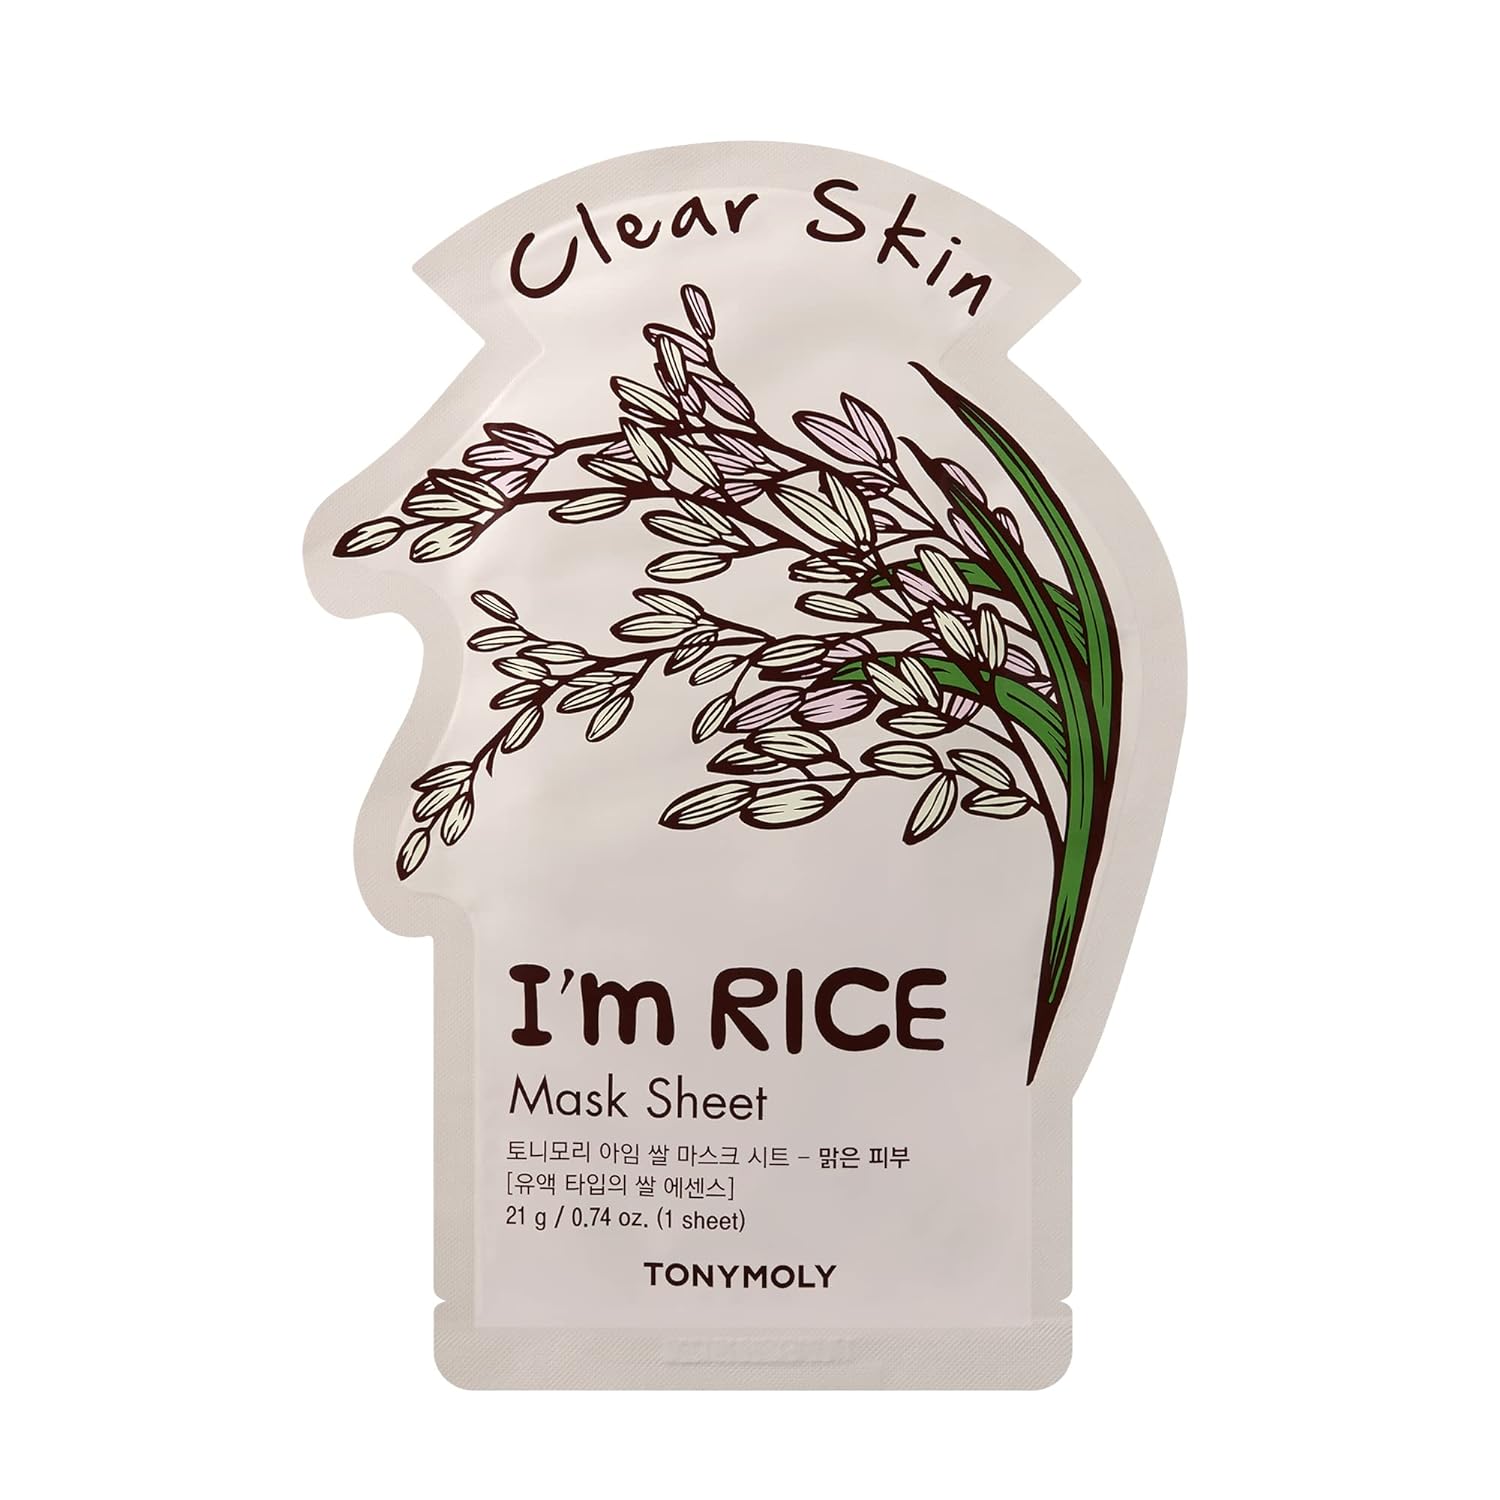 Clear Skin
I'm RICE
Mask Sheet
토니모리 아임 쌀 마스크 시트 - 맑은 피부
[유액 타입의 쌀 에센스]
21 g / 0.74 oz. (1 sheet)
TONYMOLY